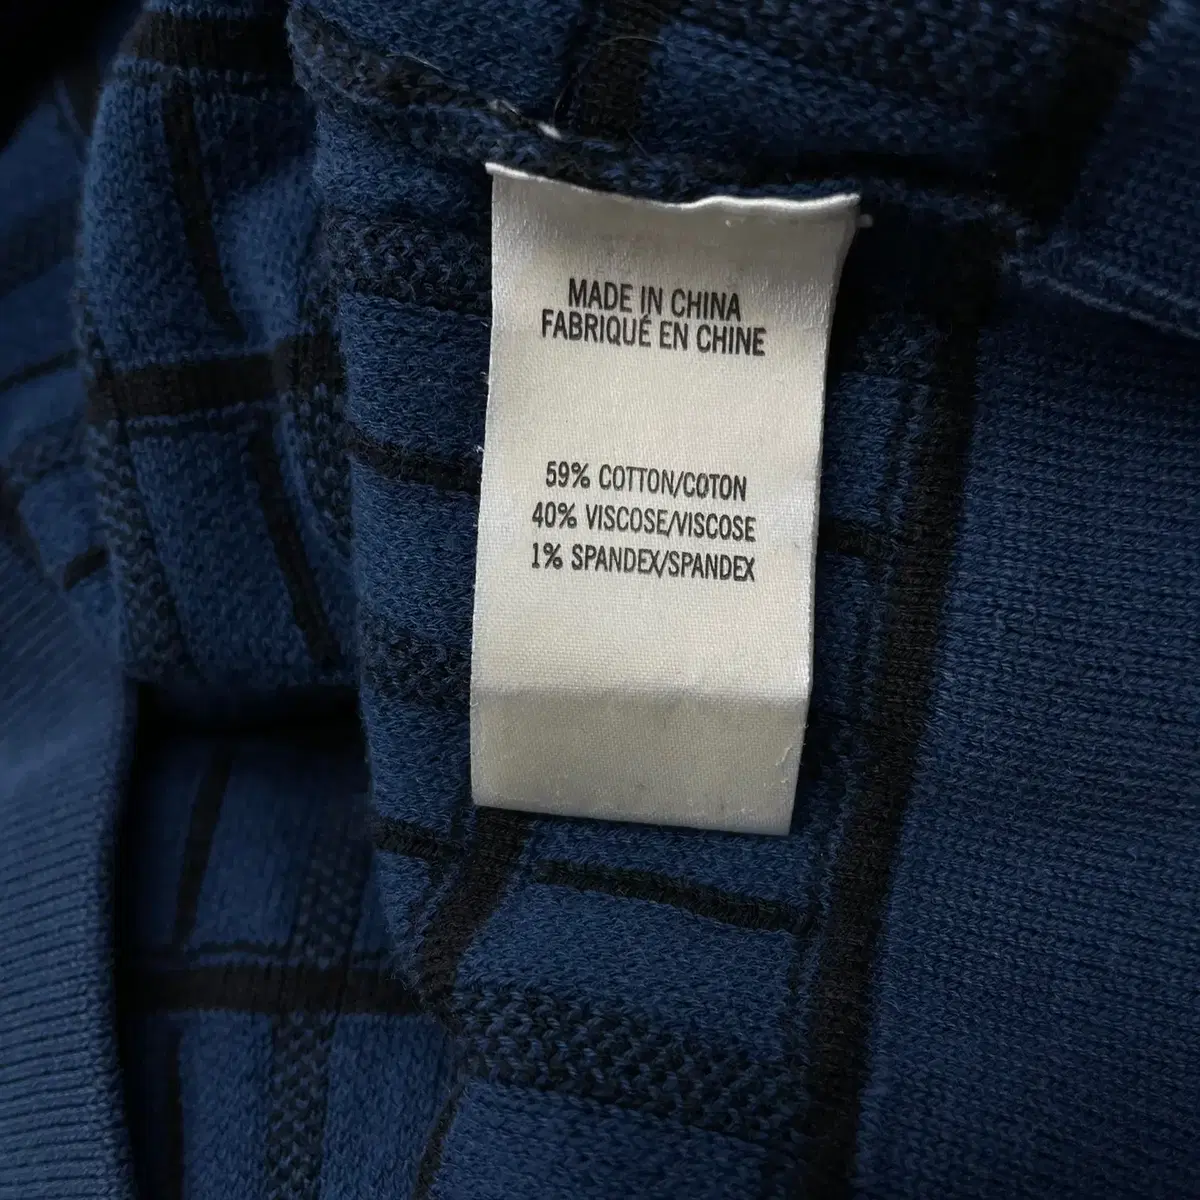 MADE IN CHINA
FABRIQUÉ EN CHINE
59% COTTON/COTON
40% VISCOSE/VISCOSE
1% SPANDEX/SPANDEX